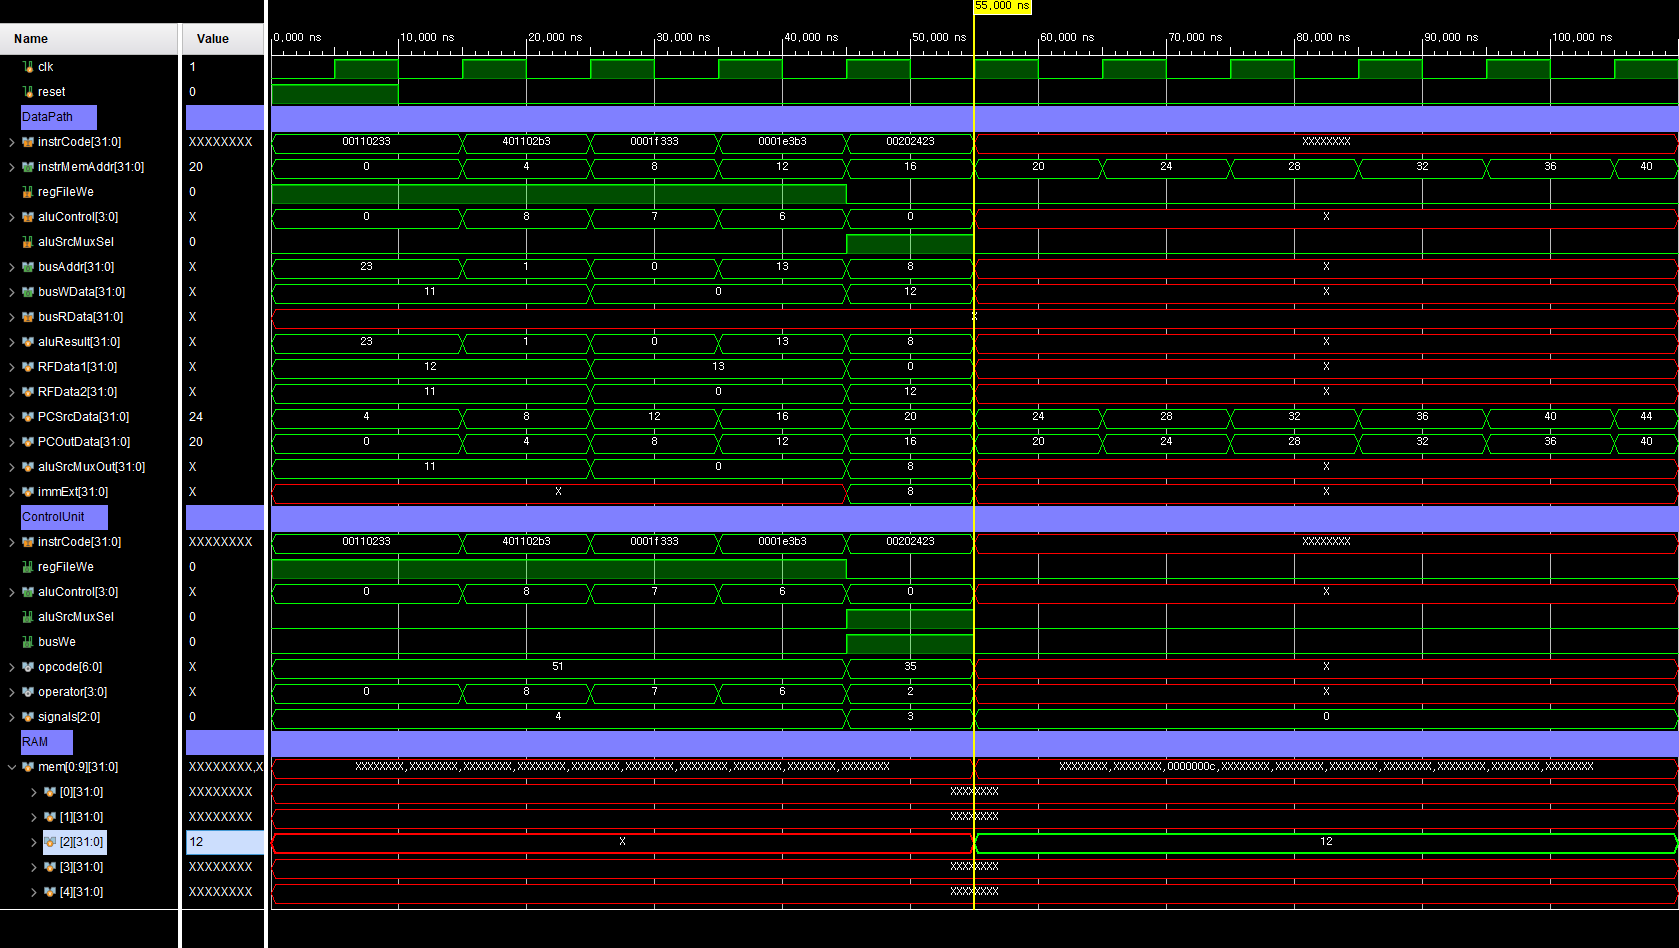 55,000 ns
Name Value 0,000 ns 10,000 ns 20,000 ns 30,000 ns 40,000 ns 50,000 ns 60,000 ns 70,000 ns 80,000 ns 90,000 ns 100,000 ns
clk 1
reset 0
DataPath
instrCode[31:0] XXXXXXXX 00110233 401102b3 0001f333 0001e3b3 00202423 XXXXXXXX
instrMemAddr[31:0] 20 0 4 8 12 16 20 24 28 32 36 40
regFileWe 0
aluControl[3:0] X 0 8 7 6 0 X
aluSrcMuxSel 0
busAddr[31:0] X 23 1 0 13 8 X
busWData[31:0] X 11 0 12 X
busRData[31:0] X X
aluResult[31:0] X 23 1 0 13 8 X
RFData1[31:0] X 12 13 0 X
RFData2[31:0] X 11 0 12 X
PCSrcData[31:0] 24 4 8 12 16 20 24 28 32 36 40 44
PCOutData[31:0] 20 0 4 8 12 16 20 24 28 32 36 40
aluSrcMuxOut[31:0] X 11 0 8 X
immExt[31:0] X X 8 X
ControlUnit
instrCode[31:0] XXXXXXXX 00110233 401102b3 0001f333 0001e3b3 00202423 XXXXXXXX
regFileWe 0
aluControl[3:0] X 0 8 7 6 0 X
aluSrcMuxSel 0
busWe 0
opcode[6:0] X 51 35 X
operator[3:0] X 0 8 7 6 2 X
signals[2:0] 0 4 3 0
RAM
mem[0:9][31:0] XXXXXXXX,X XXXXXXXX,XXXXXXXX,XXXXXXXX,XXXXXXXX,XXXXXXXX,XXXXXXXX,XXXXXXXX,XXXXXXXX,XXXXXXXX,XXXXXXXX XXXXXXXX,XXXXXXXX,0000000c,XXXXXXXX,XXXXXXXX,XXXXXXXX,XXXXXXXX,XXXXXXXX,XXXXXXXX,XXXXXXXX
[0][31:0] XXXXXXXX XXXXXXXX
[1][31:0] XXXXXXXX XXXXXXXX
[2][31:0] 12 X 12
[3][31:0] XXXXXXXX XXXXXXXX
[4][31:0] XXXXXXXX XXXXXXXX